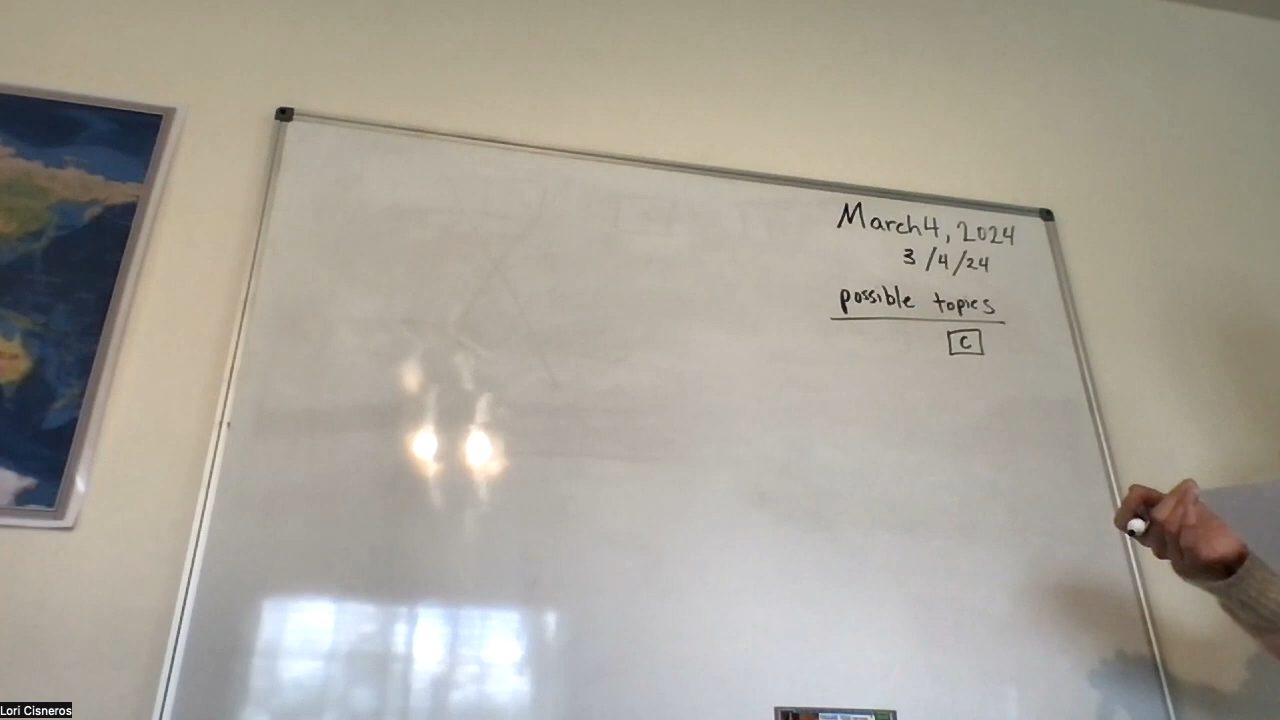 March 4, 2024
3/4/24
possible topics
C
Lori Cisneros